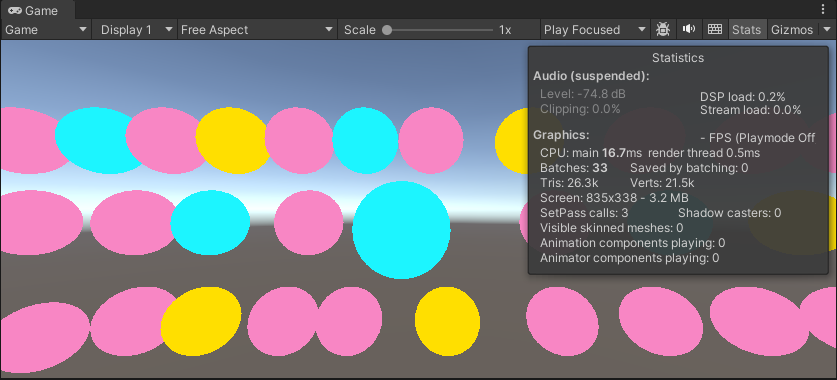 Game
Game Display 1 Free Aspect Scale 1x Play Focused Stats Gizmos
Statistics
Audio (suspended):
Level: -74.8 dB DSP load: 0.2%
Clipping: 0.0% Stream load: 0.0%
Graphics: - FPS (Playmode Off
CPU: main 16.7ms render thread 0.5ms
Batches: 33 Saved by batching: 0
Tris: 26.3k Verts: 21.5k
Screen: 835x338 - 3.2 MB
SetPass calls: 3 Shadow casters: 0
Visible skinned meshes: 0
Animation components playing: 0
Animator components playing: 0